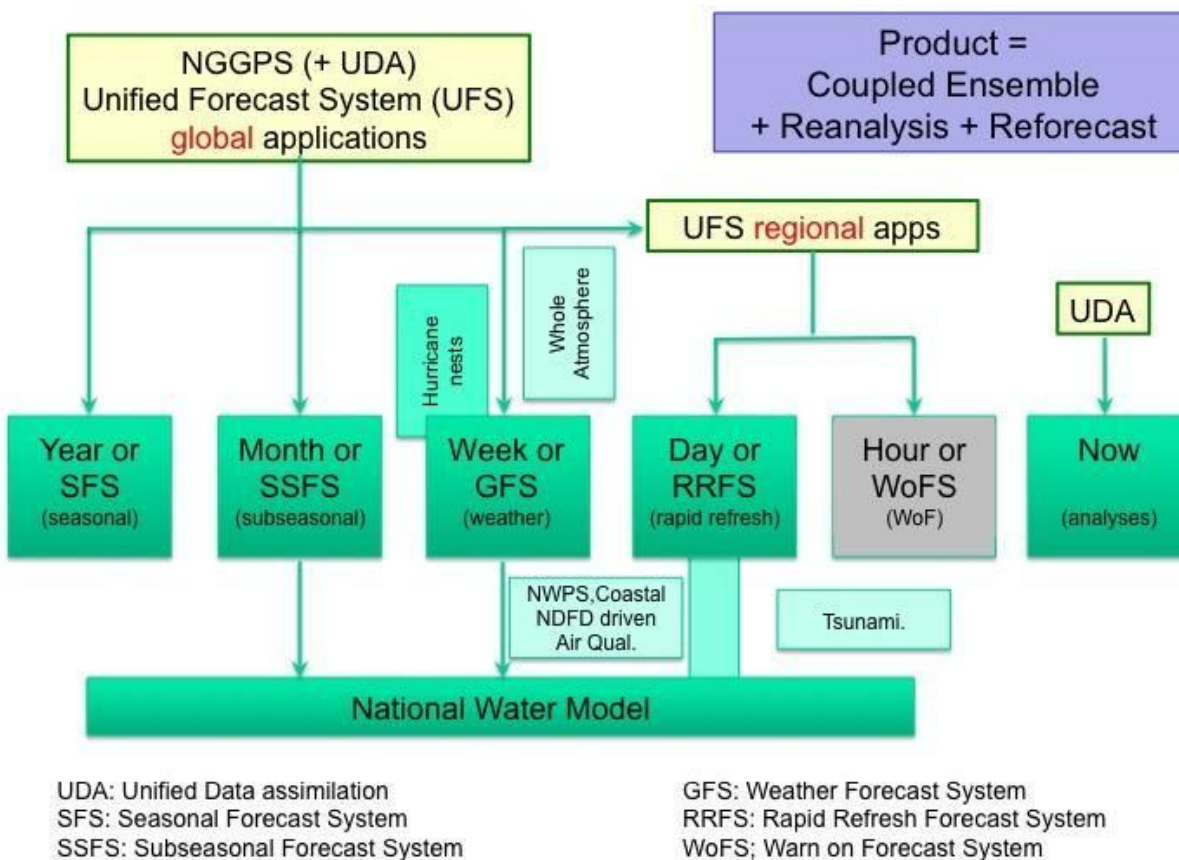 NGGPS (+ UDA)
Unified Forecast System (UFS)
global applications
Product =
Coupled Ensemble
+ Reanalysis + Reforecast
UFS regional apps
UDA
Hurricane
nests
Whole
Atmosphere
Year or
SFS
(seasonal)
Month or
SSFS
(subseasonal)
Week or
GFS
(weather)
Day or
RRFS
(rapid refresh)
Hour or
WoFS
(WoF)
Now
(analyses)
NWPS,Coastal
NDFD driven
Air Qual.
Tsunami.
National Water Model
UDA: Unified Data assimilation
SFS: Seasonal Forecast System
SSFS: Subseasonal Forecast System
GFS: Weather Forecast System
RRFS: Rapid Refresh Forecast System
WoFS; Warn on Forecast System